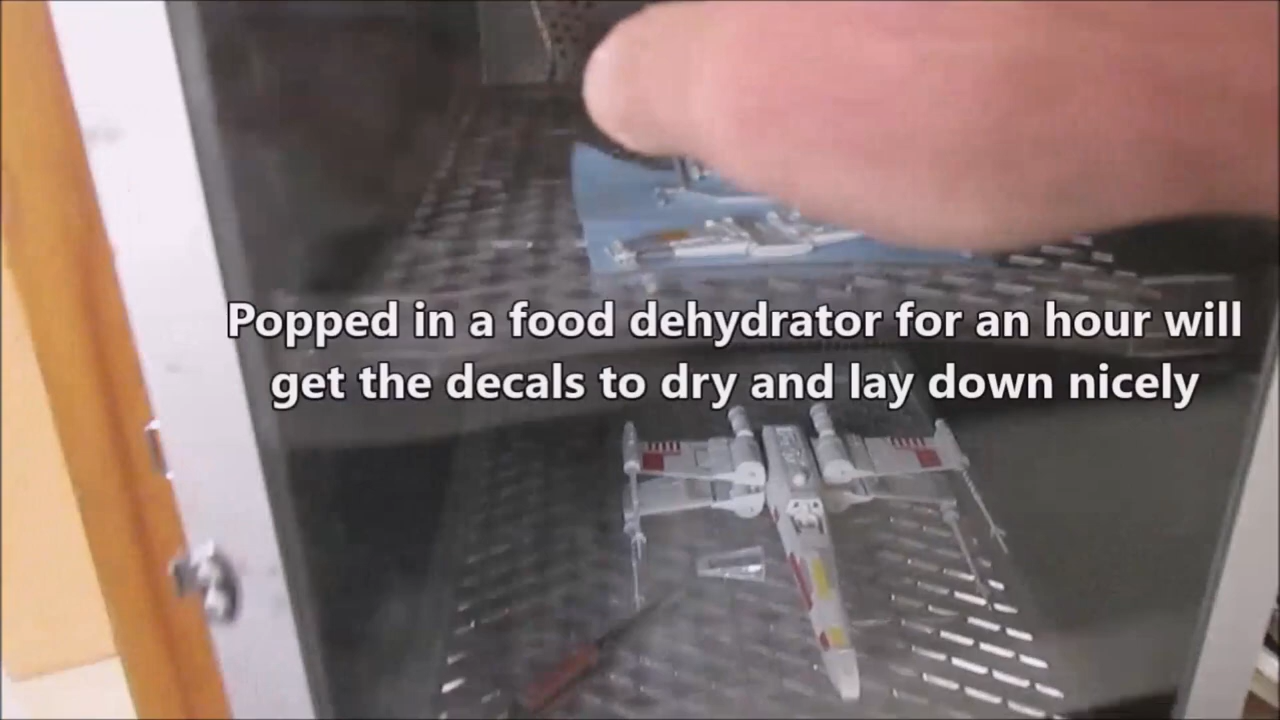 Popped in a food dehydrator for an hour will
get the decals to dry and lay down nicely